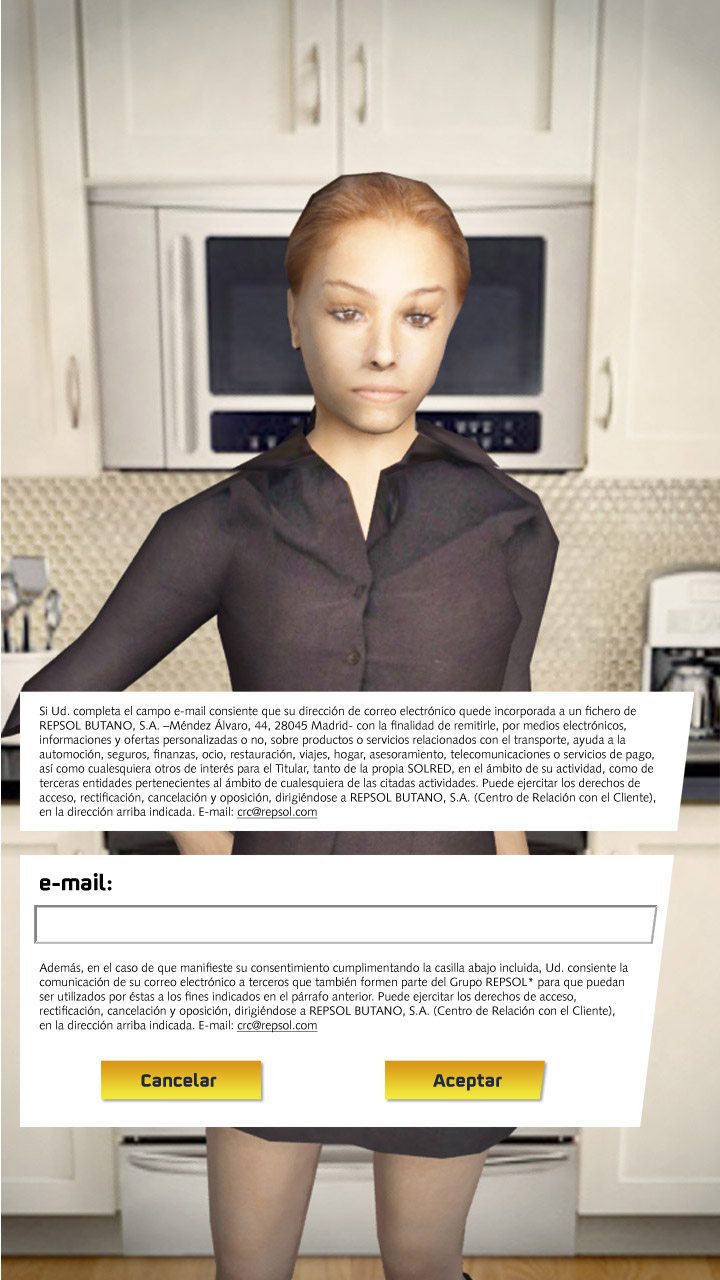 Si Ud. completa el campo e-mail consiente que su dirección de correo electrónico quede incorporada a un fichero de
REPSOL BUTANO, S.A. –Méndez Álvaro, 44, 28045 Madrid- con la finalidad de remitirle, por medios electrónicos,
informaciones y ofertas personalizadas o no, sobre productos o servicios relacionados con el transporte, ayuda a la
automoción, seguros, finanzas, ocio, restauración, viajes, hogar, asesoramiento, telecomunicaciones o servicios de pago,
así como cualesquiera otros de interés para el Titular, tanto de la propia SOLRED, en el ámbito de su actividad, como de
terceras entidades pertenecientes al ámbito de cualesquiera de las citadas actividades. Puede ejercitar los derechos de
acceso, rectificación, cancelación y oposición, dirigiéndose a REPSOL BUTANO, S.A. (Centro de Relación con el Cliente),
en la dirección arriba indicada. E-mail: crc@repsol.com
e-mail:
Además, en el caso de que manifieste su consentimiento cumplimentando la casilla abajo incluida, Ud. consiente la
comunicación de su correo electrónico a terceros que también formen parte del Grupo REPSOL* para que puedan
ser utilizados por éstas a los fines indicados en el párrafo anterior. Puede ejercitar los derechos de acceso,
rectificación, cancelación y oposición, dirigiéndose a REPSOL BUTANO, S.A. (Centro de Relación con el Cliente),
en la dirección arriba indicada. E-mail: crc@repsol.com
Cancelar Aceptar